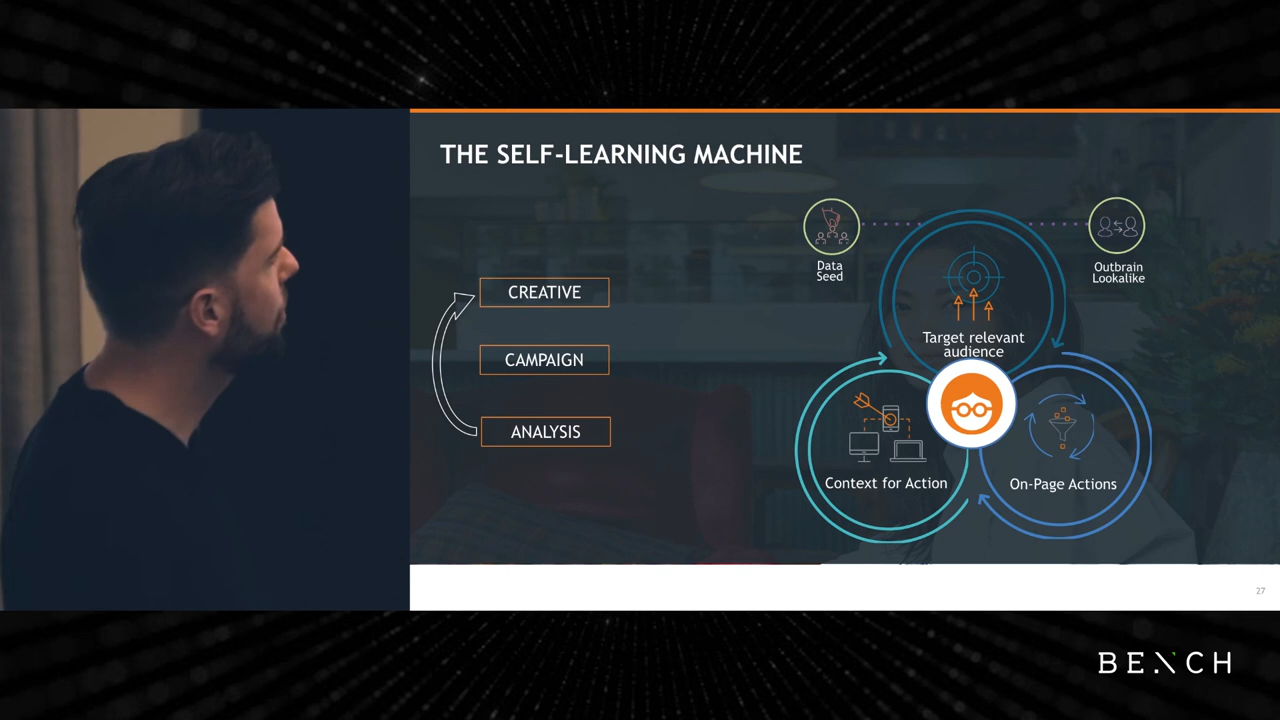 THE SELF-LEARNING MACHINE
Data
Seed
Outbrain
Lookalike
CREATIVE
CAMPAIGN
ANALYSIS
Target relevant
audience
Context for Action
On-Page Actions
27
BENCH